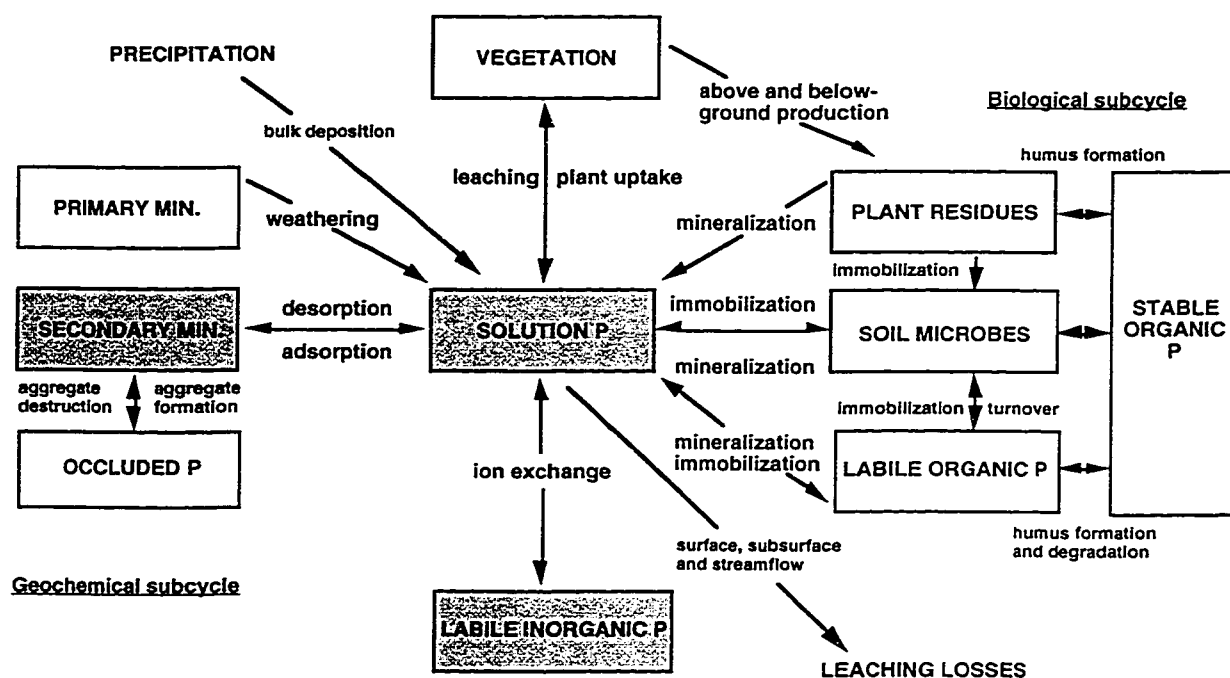 PRECIPITATION
VEGETATION
above and below-
ground production
Biological subcycle
bulk deposition
humus formation
leaching
plant uptake
PRIMARY MIN.
weathering
mineralization
PLANT RESIDUES
immobilization
desorption
SECONDARY MIN.
adsorption
SOLUTION P
immobilization
mineralization
SOIL MICROBES
STABLE
ORGANIC
P
aggregate
destruction
aggregate
formation
immobilization
turnover
OCCLUDED P
ion exchange
mineralization
immobilization
LABILE ORGANIC P
surface, subsurface
and streamflow
humus formation
and degradation
Geochemical subcycle
LABILE INORGANIC P
LEACHING LOSSES